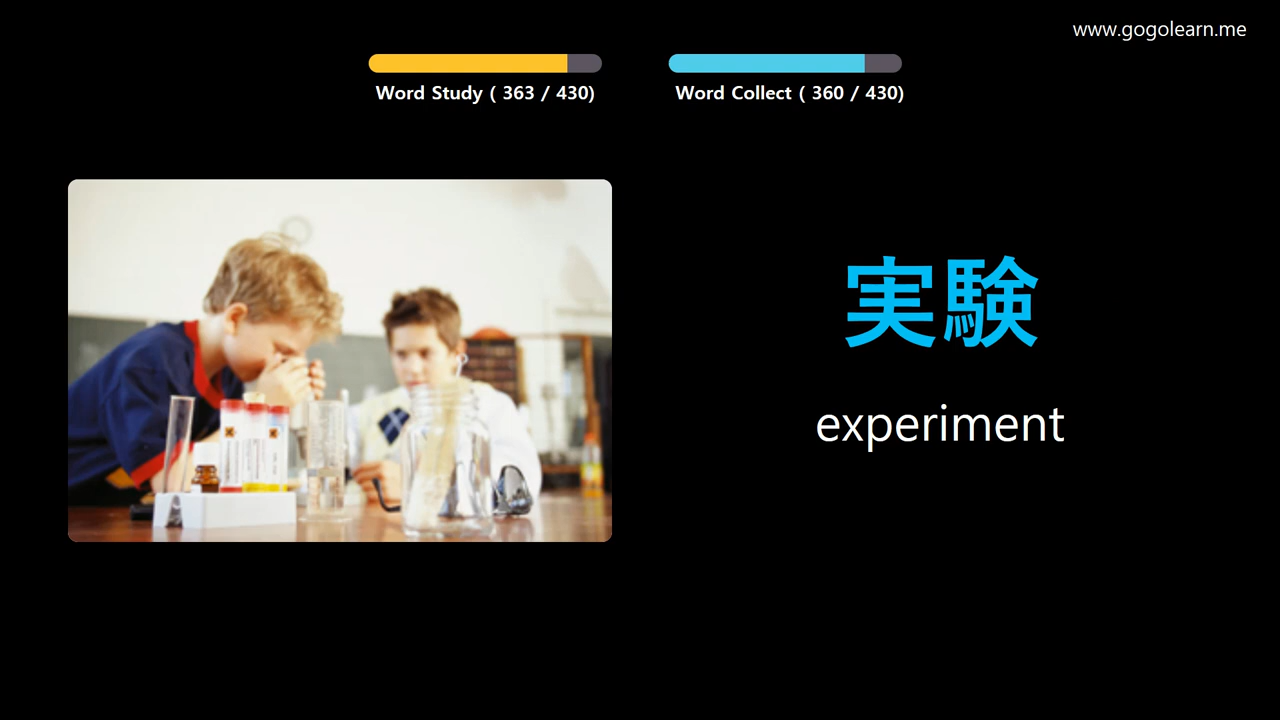 www.gogolearn.me
Word Study ( 363 / 430)
Word Collect ( 360 / 430)
実験
experiment